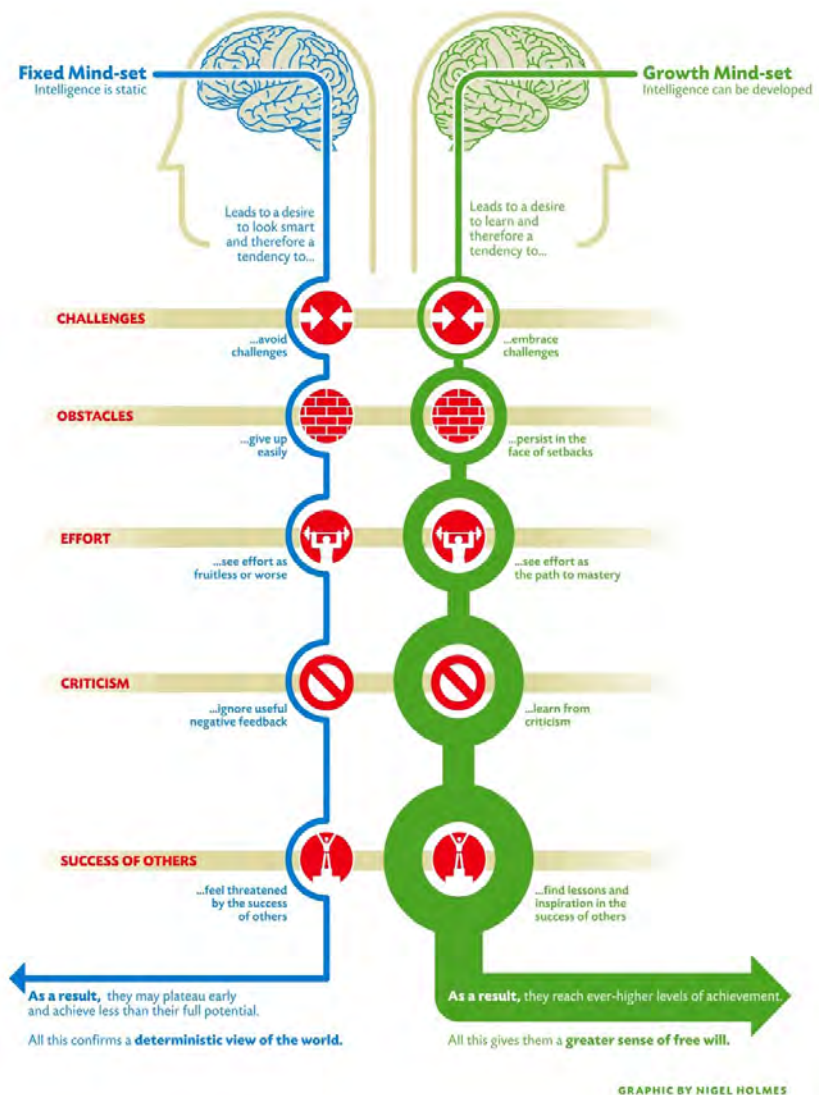 Fixed Mind-set
Intelligence is static
Growth Mind-set
Intelligence can be developed
Leads to a desire
to look smart
and therefore a
tendency to...
Leads to a desire
to learn and
therefore a
tendency to...
CHALLENGES
...avoid
challenges
...embrace
challenges
OBSTACLES
...give up
easily
...persist in the
face of setbacks
EFFORT
...see effort as
fruitless or worse
...see effort as
the path to mastery
CRITICISM
...ignore useful
negative feedback
...learn from
criticism
SUCCESS OF OTHERS
...feel threatened
by the success
of others
...find lessons and
inspiration in the
success of others
As a result, they may plateau early
and achieve less than their full potential.
All this confirms a deterministic view of the world.
As a result, they reach ever-higher levels of achievement.
All this gives them a greater sense of free will.
GRAPHIC BY NIGEL HOLMES